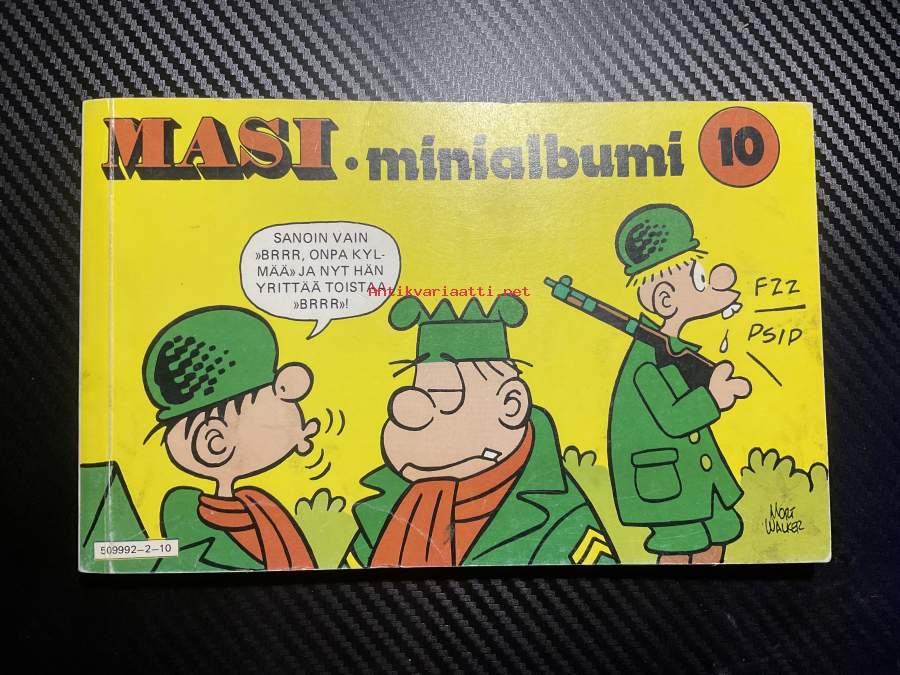 MASI • minialbumi 10
SANOIN VAIN
»BRRR, ONPA KYL-
MÄÄ» JA NYT HÄN
YRITTÄÄ TOISTAA
»BRRR»!
Antikvariaatti.net
FZZ
PSIP
MORT
WALKER
509992-2-10